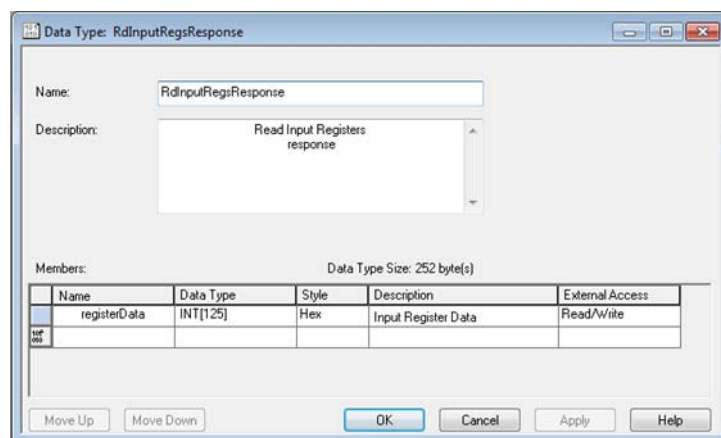 Data Type: RdInputRegsResponse
Name: RdInputRegsResponse
Description: Read Input Registers
response
Members: Data Type Size: 252 byte(s)
Name Data Type Style Description External Access
registerData INT[125] Hex Input Register Data Read/Write
Move Up Move Down OK Cancel Apply Help